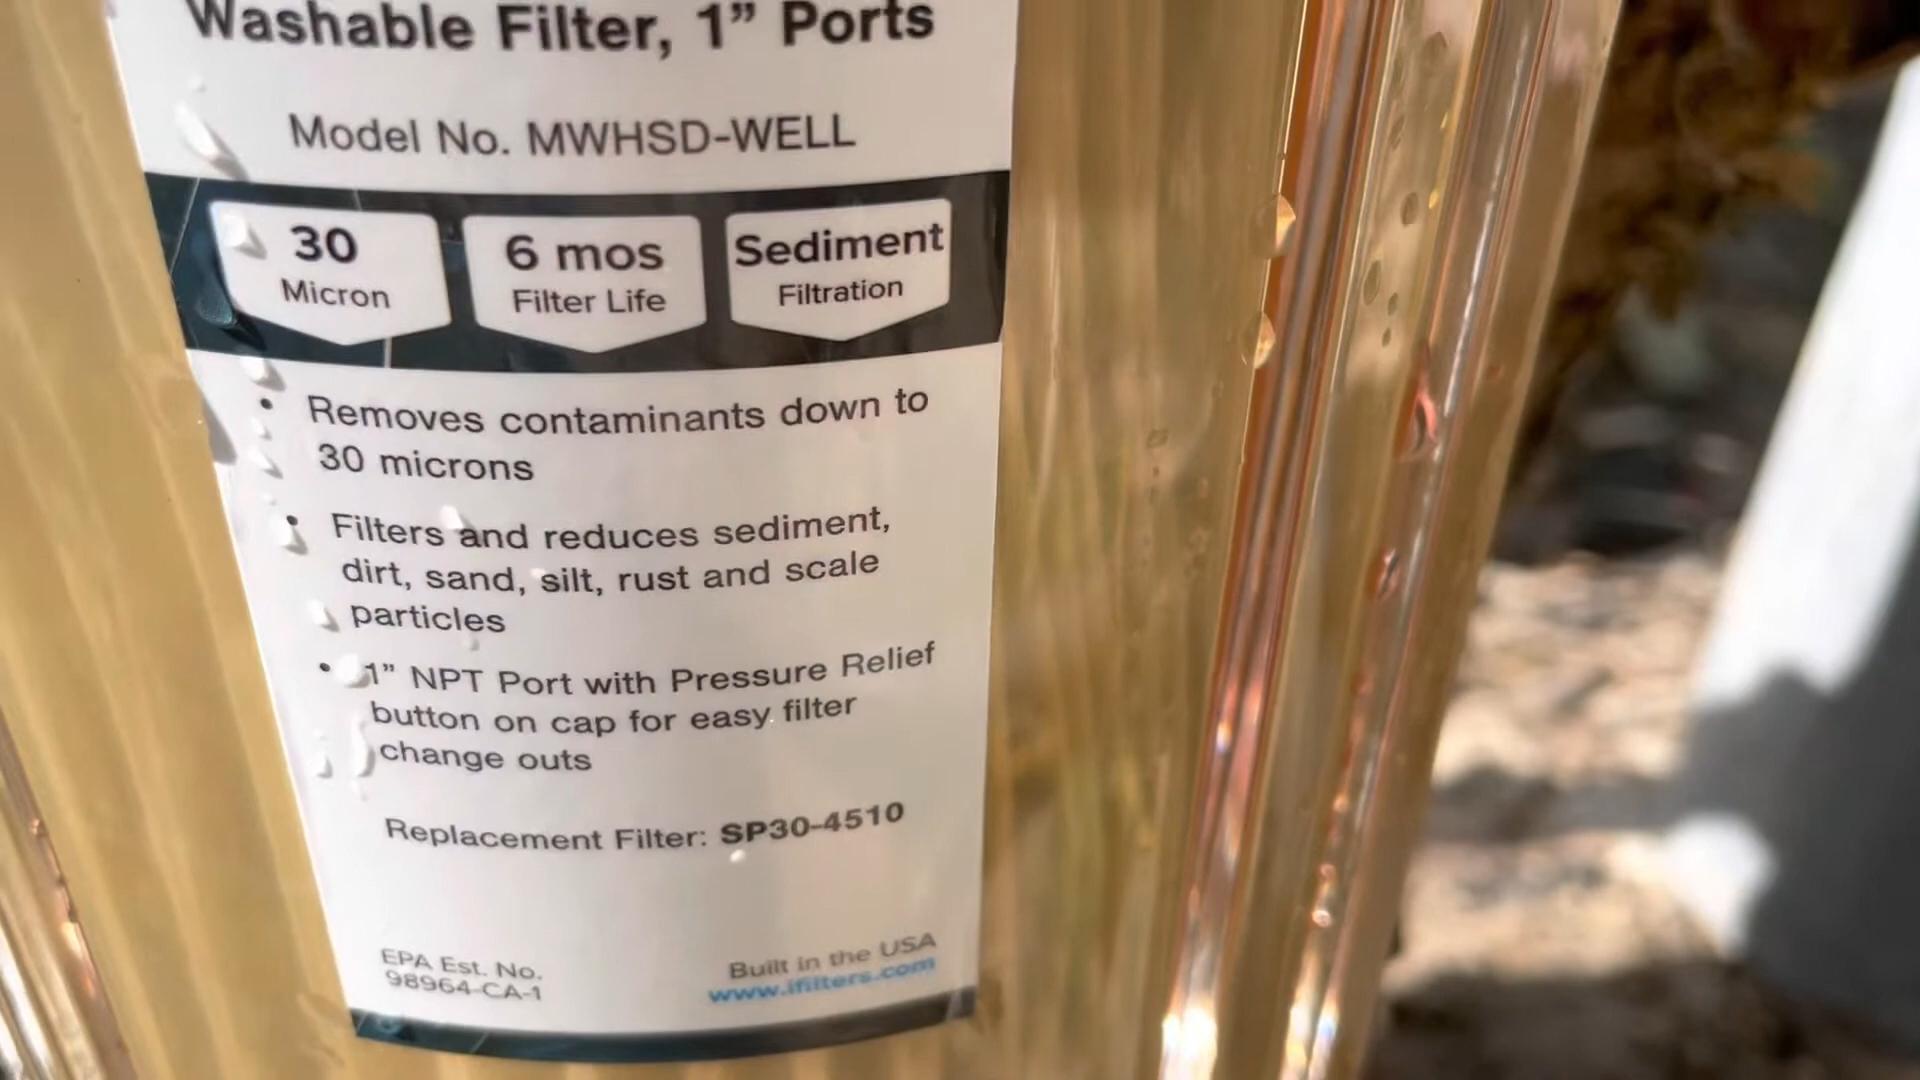 Washable Filter, 1” Ports
Model No. MWHSD-WELL
30
Micron
6 mos
Filter Life
Sediment
Filtration
• Removes contaminants down to
30 microns
• Filters and reduces sediment,
dirt, sand, silt, rust and scale
particles
• 1” NPT Port with Pressure Relief
button on cap for easy filter
change outs
Replacement Filter: SP30-4510
EPA Est. No.
98964-CA-1
Built in the USA
www.ifilters.com